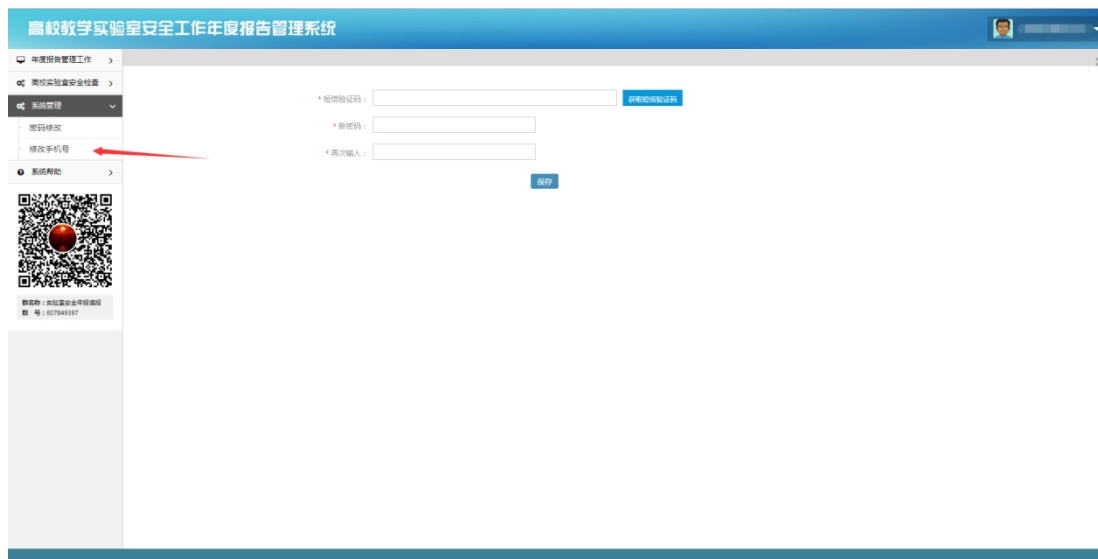 高校教学实验室安全工作年度报告管理系统
年度报告管理工作
高校实验室安全检查
系统管理
密码修改
修改手机号
系统帮助
群名称：实验室安全年报填报
群 号：607849397
* 短信验证码：
获取短信验证码
* 新密码：
* 再次输入：
保存